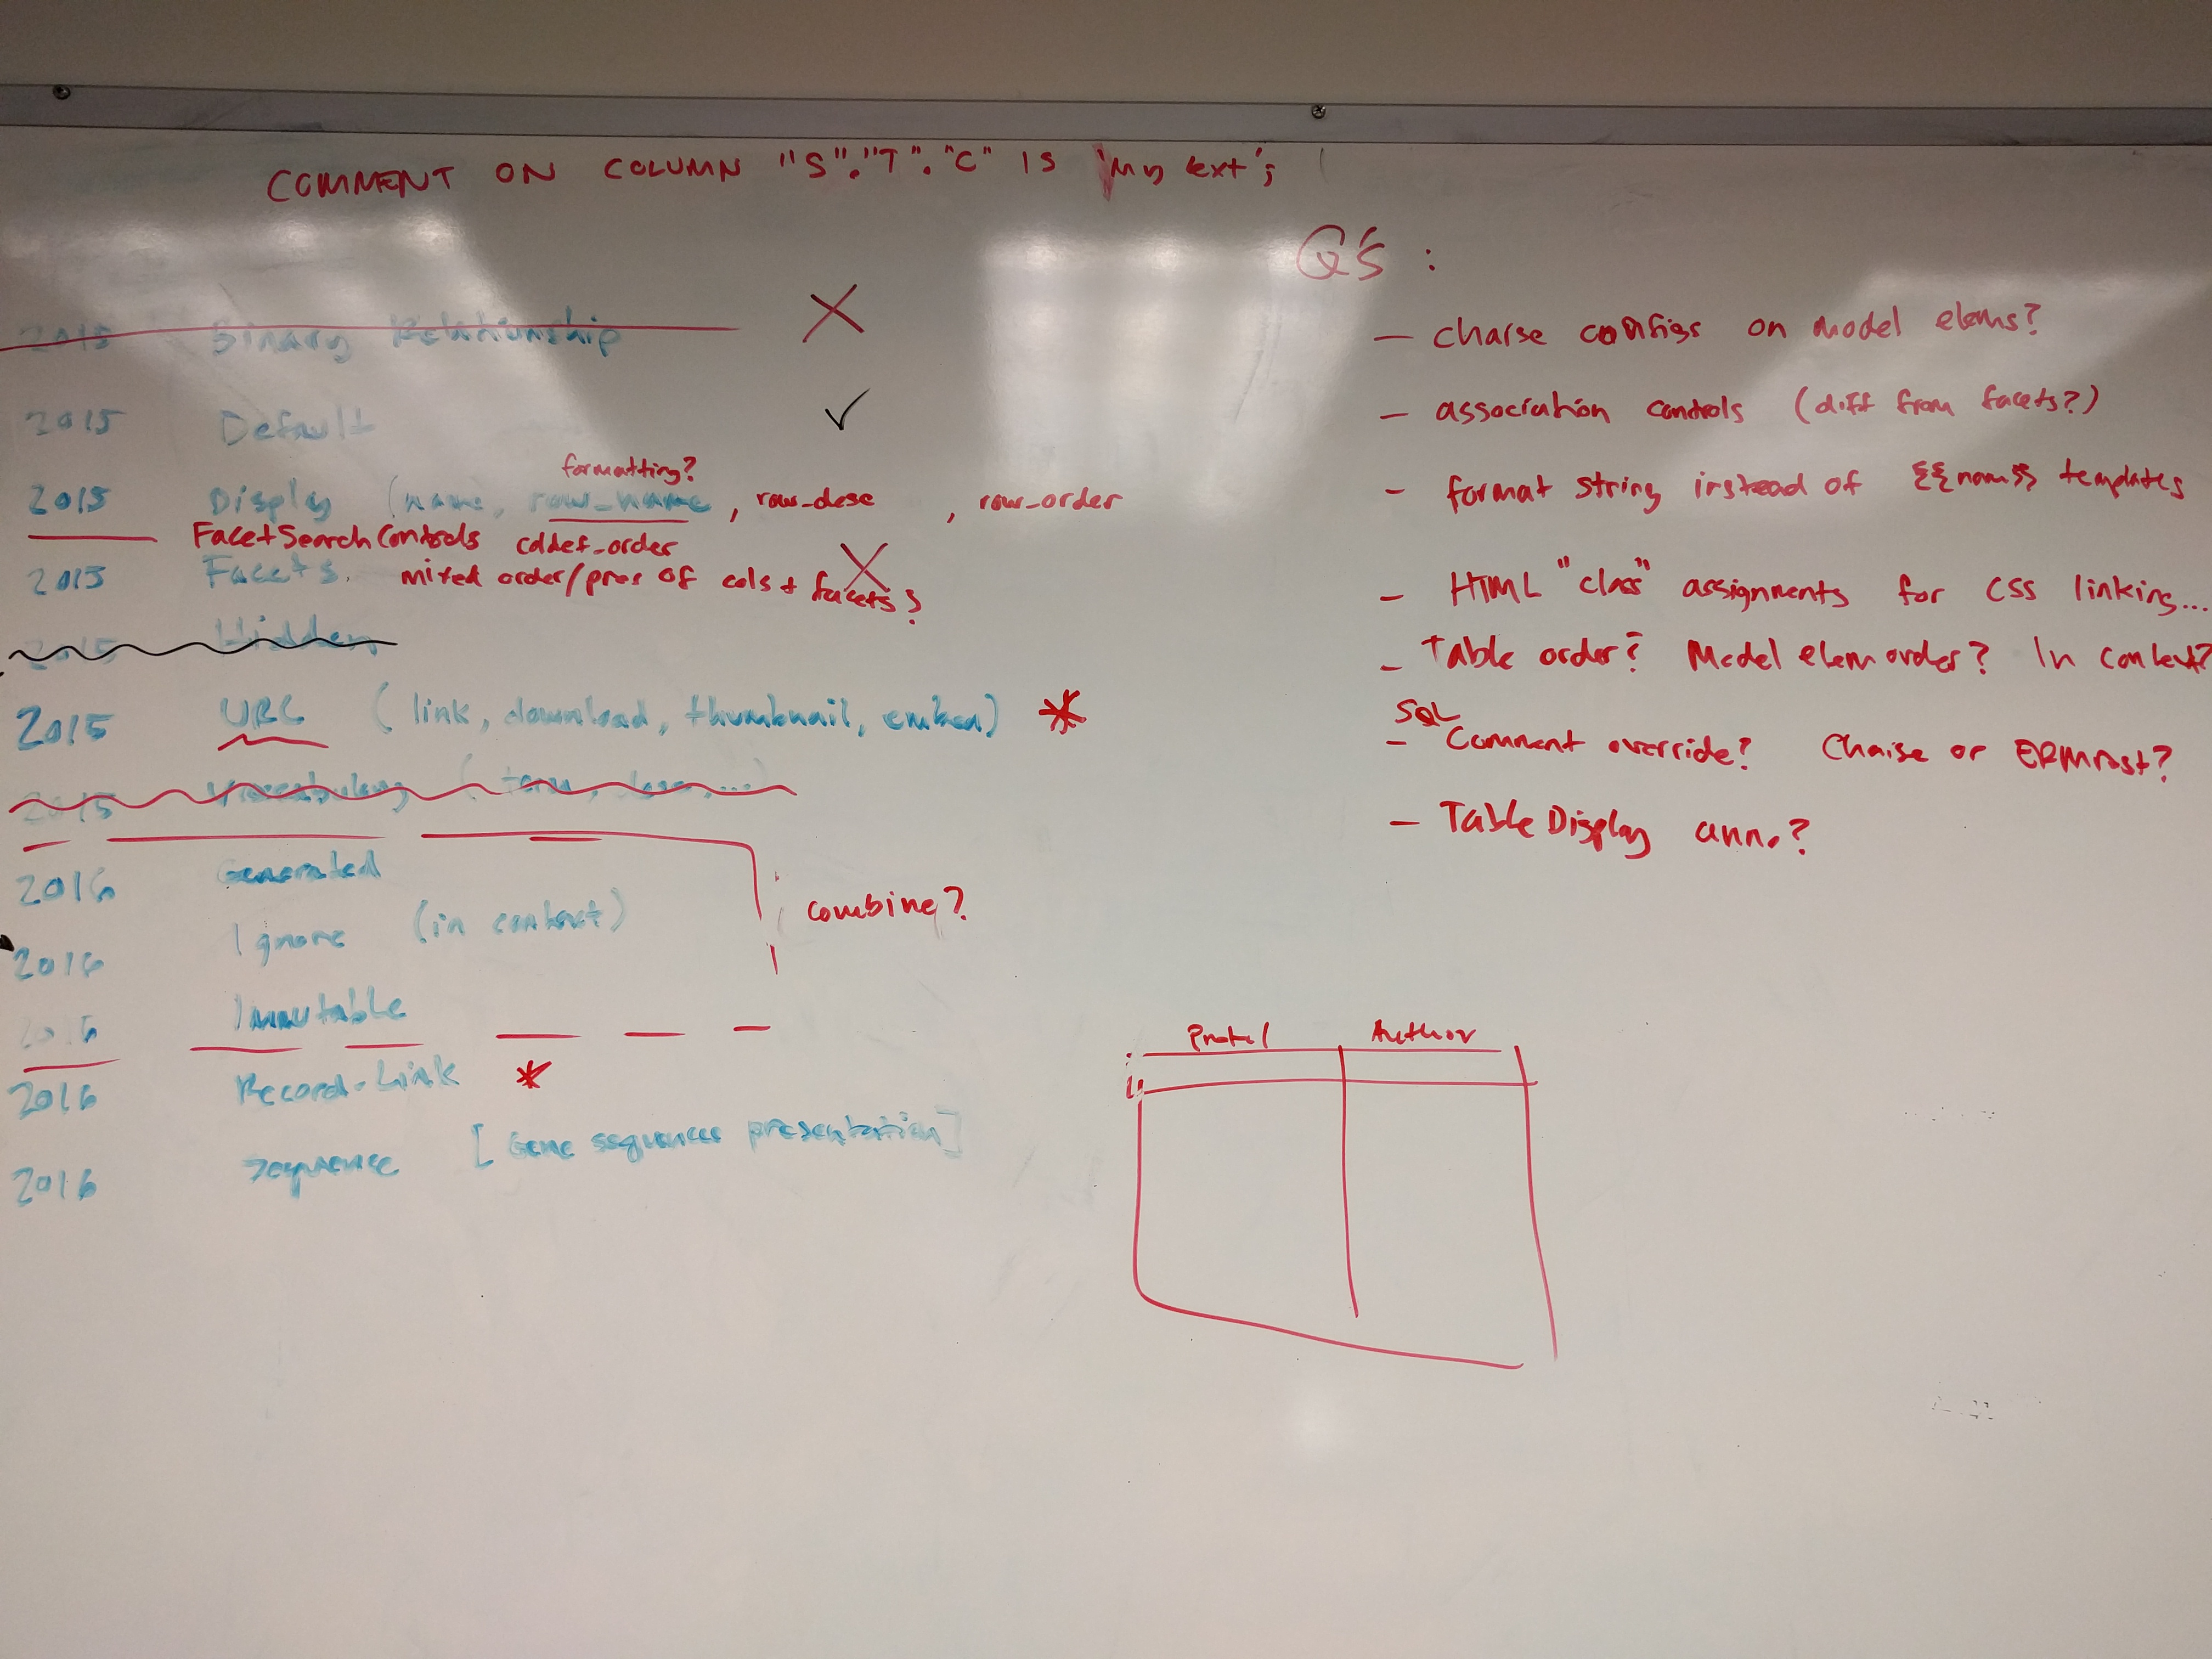 COMMENT ON COLUMN "S"."T"."C" IS 'My text';
2015 Binary Relationship
2015 Default
formatting?
2015 Display (name, row_name, row_desc, row_order
FacetSearchControls coldef_order
2015 Facets. mixed order/pres of cols + facets?
2015 Hidden
2015 URL (link, download, thumbnail, embed) *
2015 Vocabulary (term, ...)
2016 Generated
2016 Ignore (in context)
combine?
2016 Immutable
2016 Record-Link *
2016 Sequence [Gene sequences presentation]
Q'S:
- chaise configs on model elems?
- association controls (diff from facets?)
- format string instead of {{name}} templates
- HTML "class" assignments for CSS linking...
- Table order? Model elem order? In context?
SQL
- Comment override? Chaise or ERMrest?
- Table Display anno?
Author